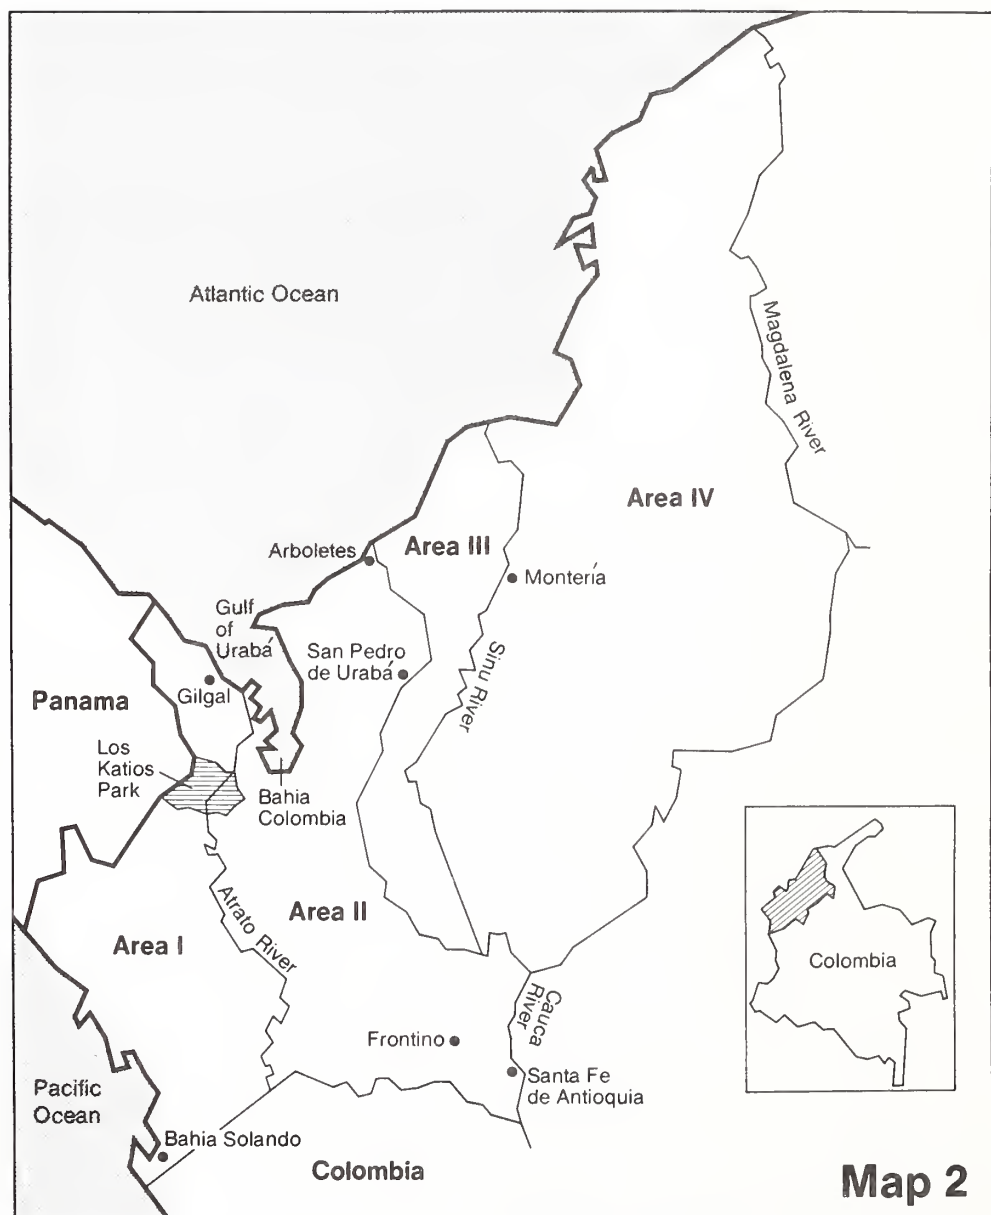 Atlantic Ocean
Magdalena River
Area IV
Area III
Arboletes
Montería
Gulf
of
Urabá
San Pedro
de Urabá
Sinu River
Gilgal
Panama
Los
Katios
Park
Bahia
Colombia
Area II
Atrato River
Area I
Colombia
Cauca
River
Frontino
Santa Fe
de Antioquia
Pacific
Ocean
Bahia Solando
Colombia
Map 2